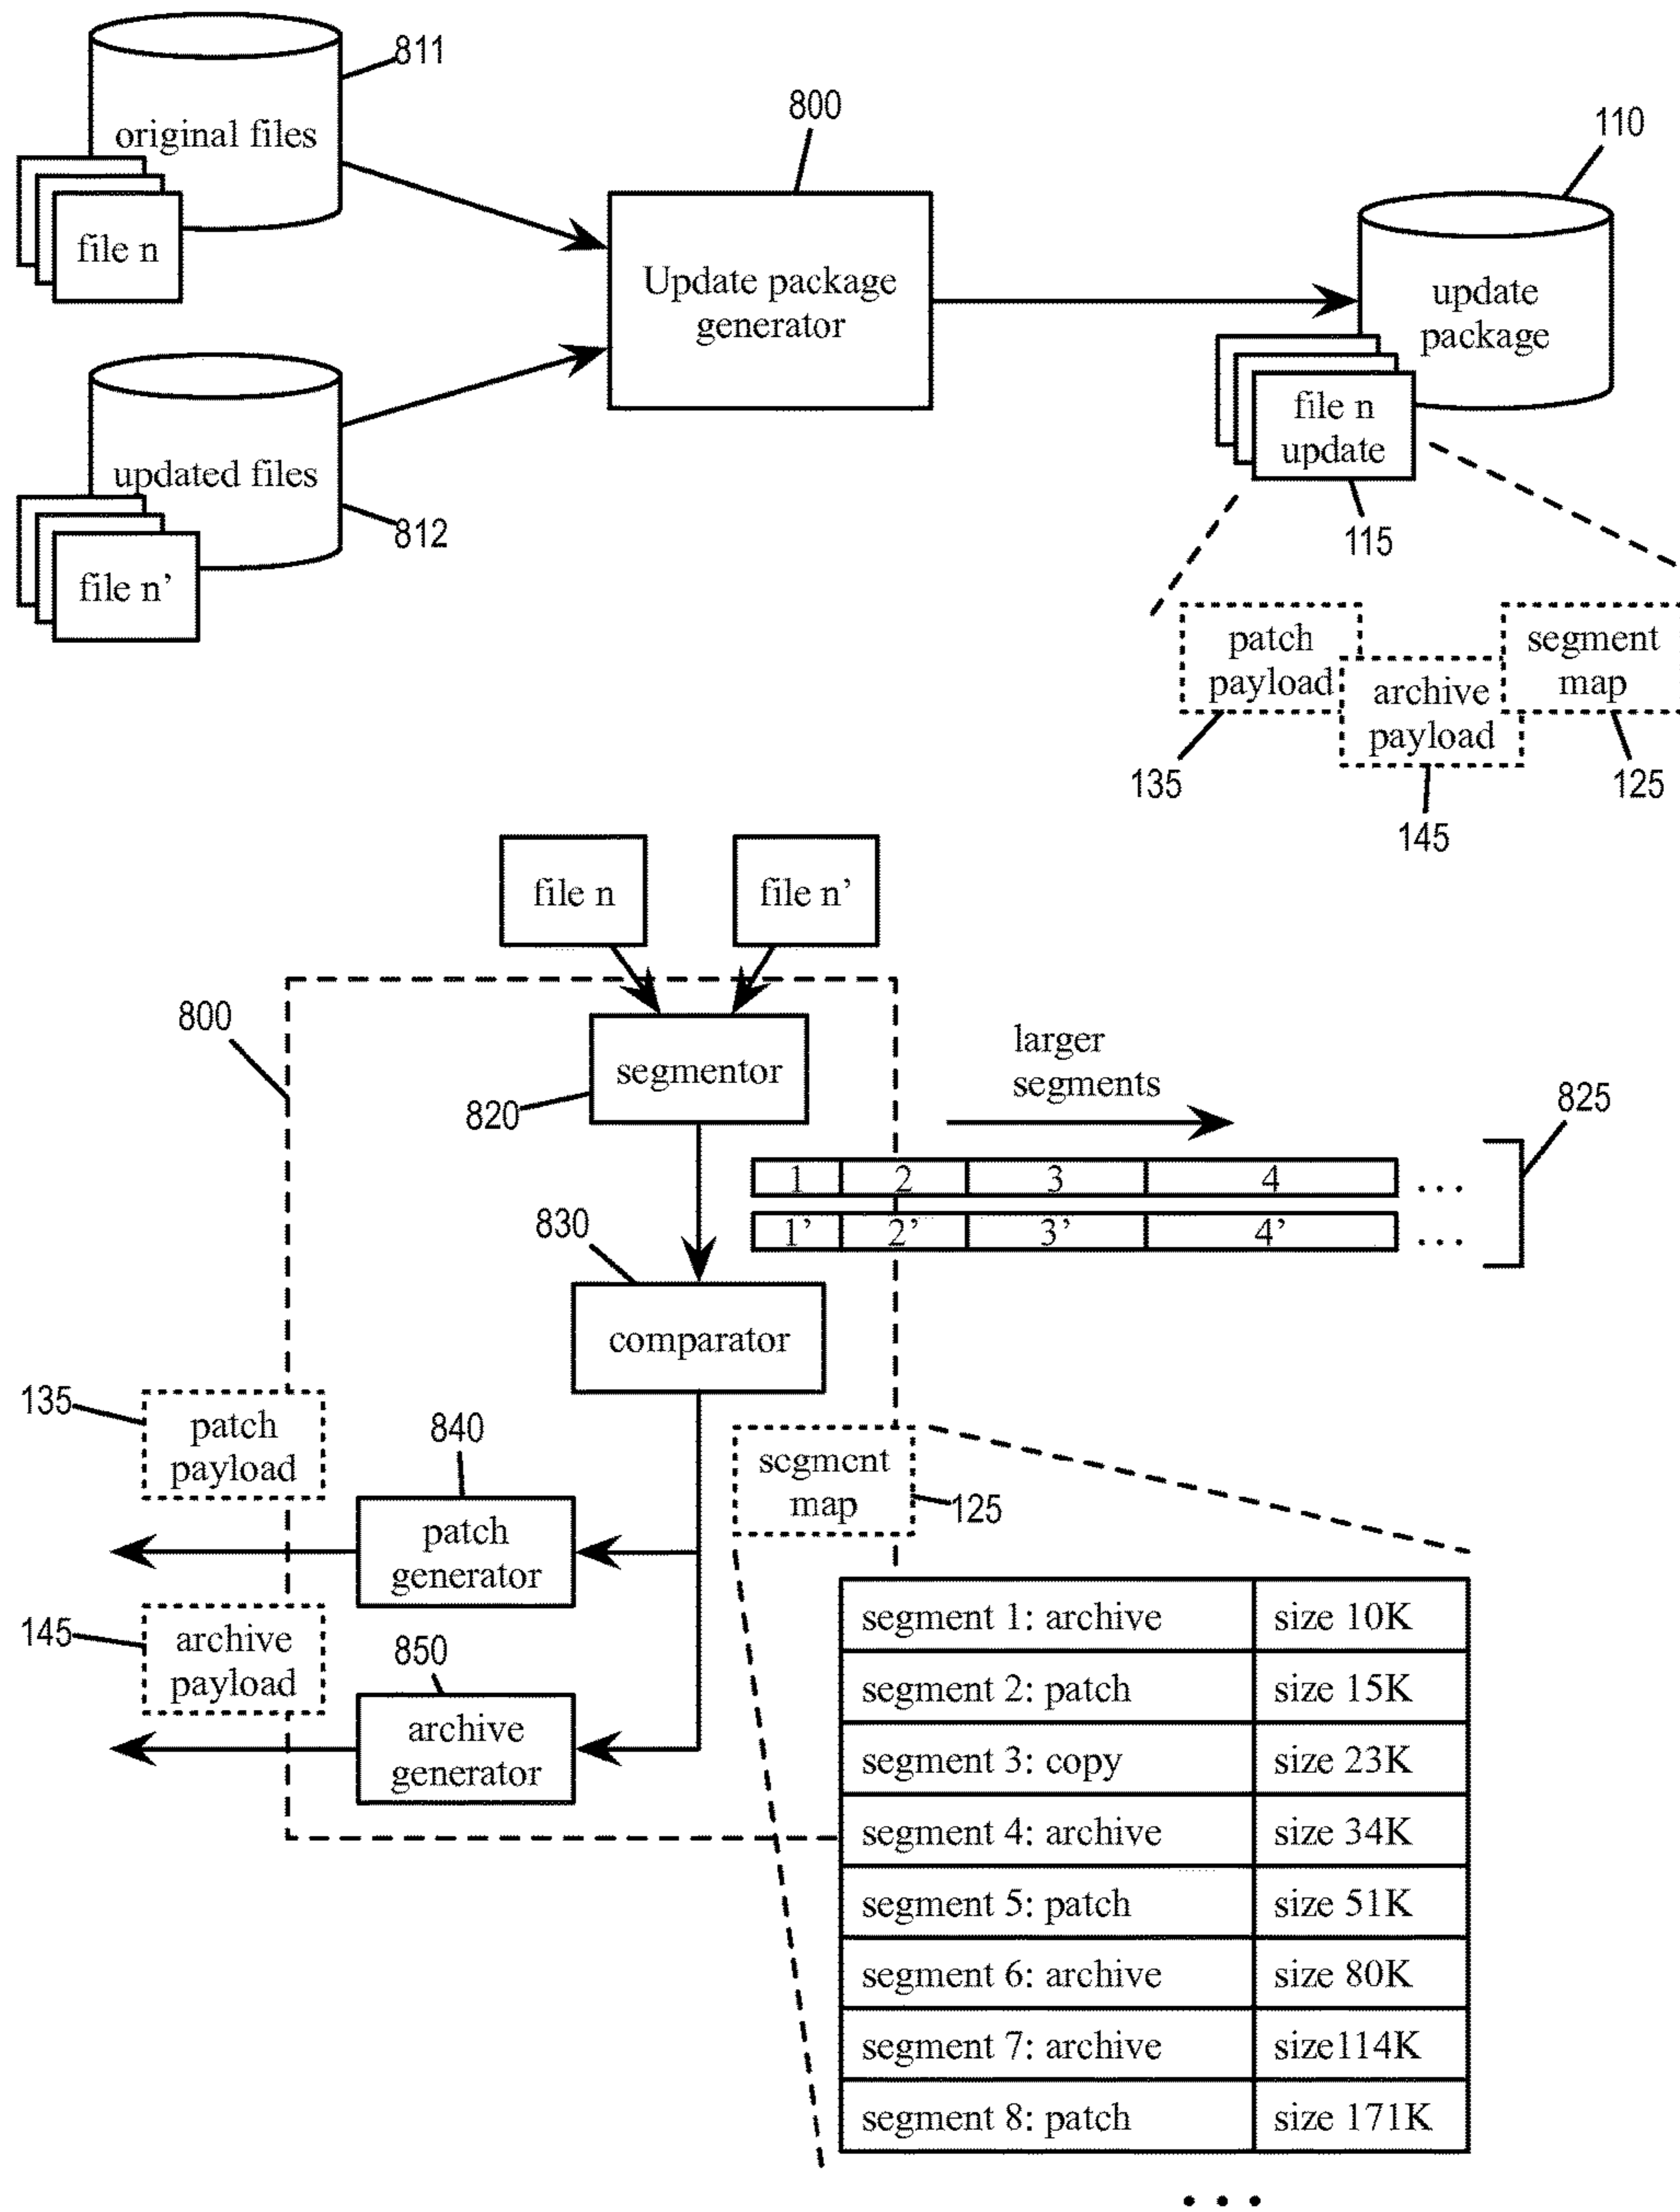 811
original files
file n
800
Update package
generator
110
update
package
file n
update
115
updated files
812
file n’
patch
payload
archive
payload
segment
map
135
145
125
file n
file n’
800
segmentor
820
larger
segments
825
1 2 3 4 ...
1’ 2’ 3’ 4’ ...
830
comparator
135
patch
payload
840
patch
generator
segment
map
125
145
archive
payload
850
archive
generator
segment 1: archive size 10K
segment 2: patch size 15K
segment 3: copy size 23K
segment 4: archive size 34K
segment 5: patch size 51K
segment 6: archive size 80K
segment 7: archive size114K
segment 8: patch size 171K
...